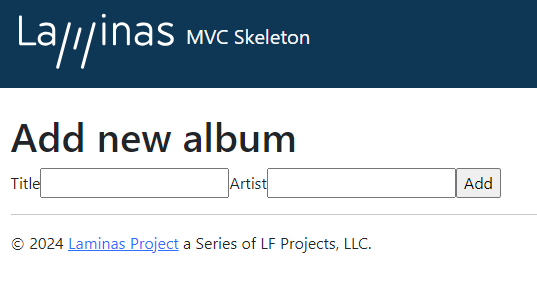 Laminas MVC Skeleton
Add new album
Title Artist Add
© 2024 Laminas Project a Series of LF Projects, LLC.